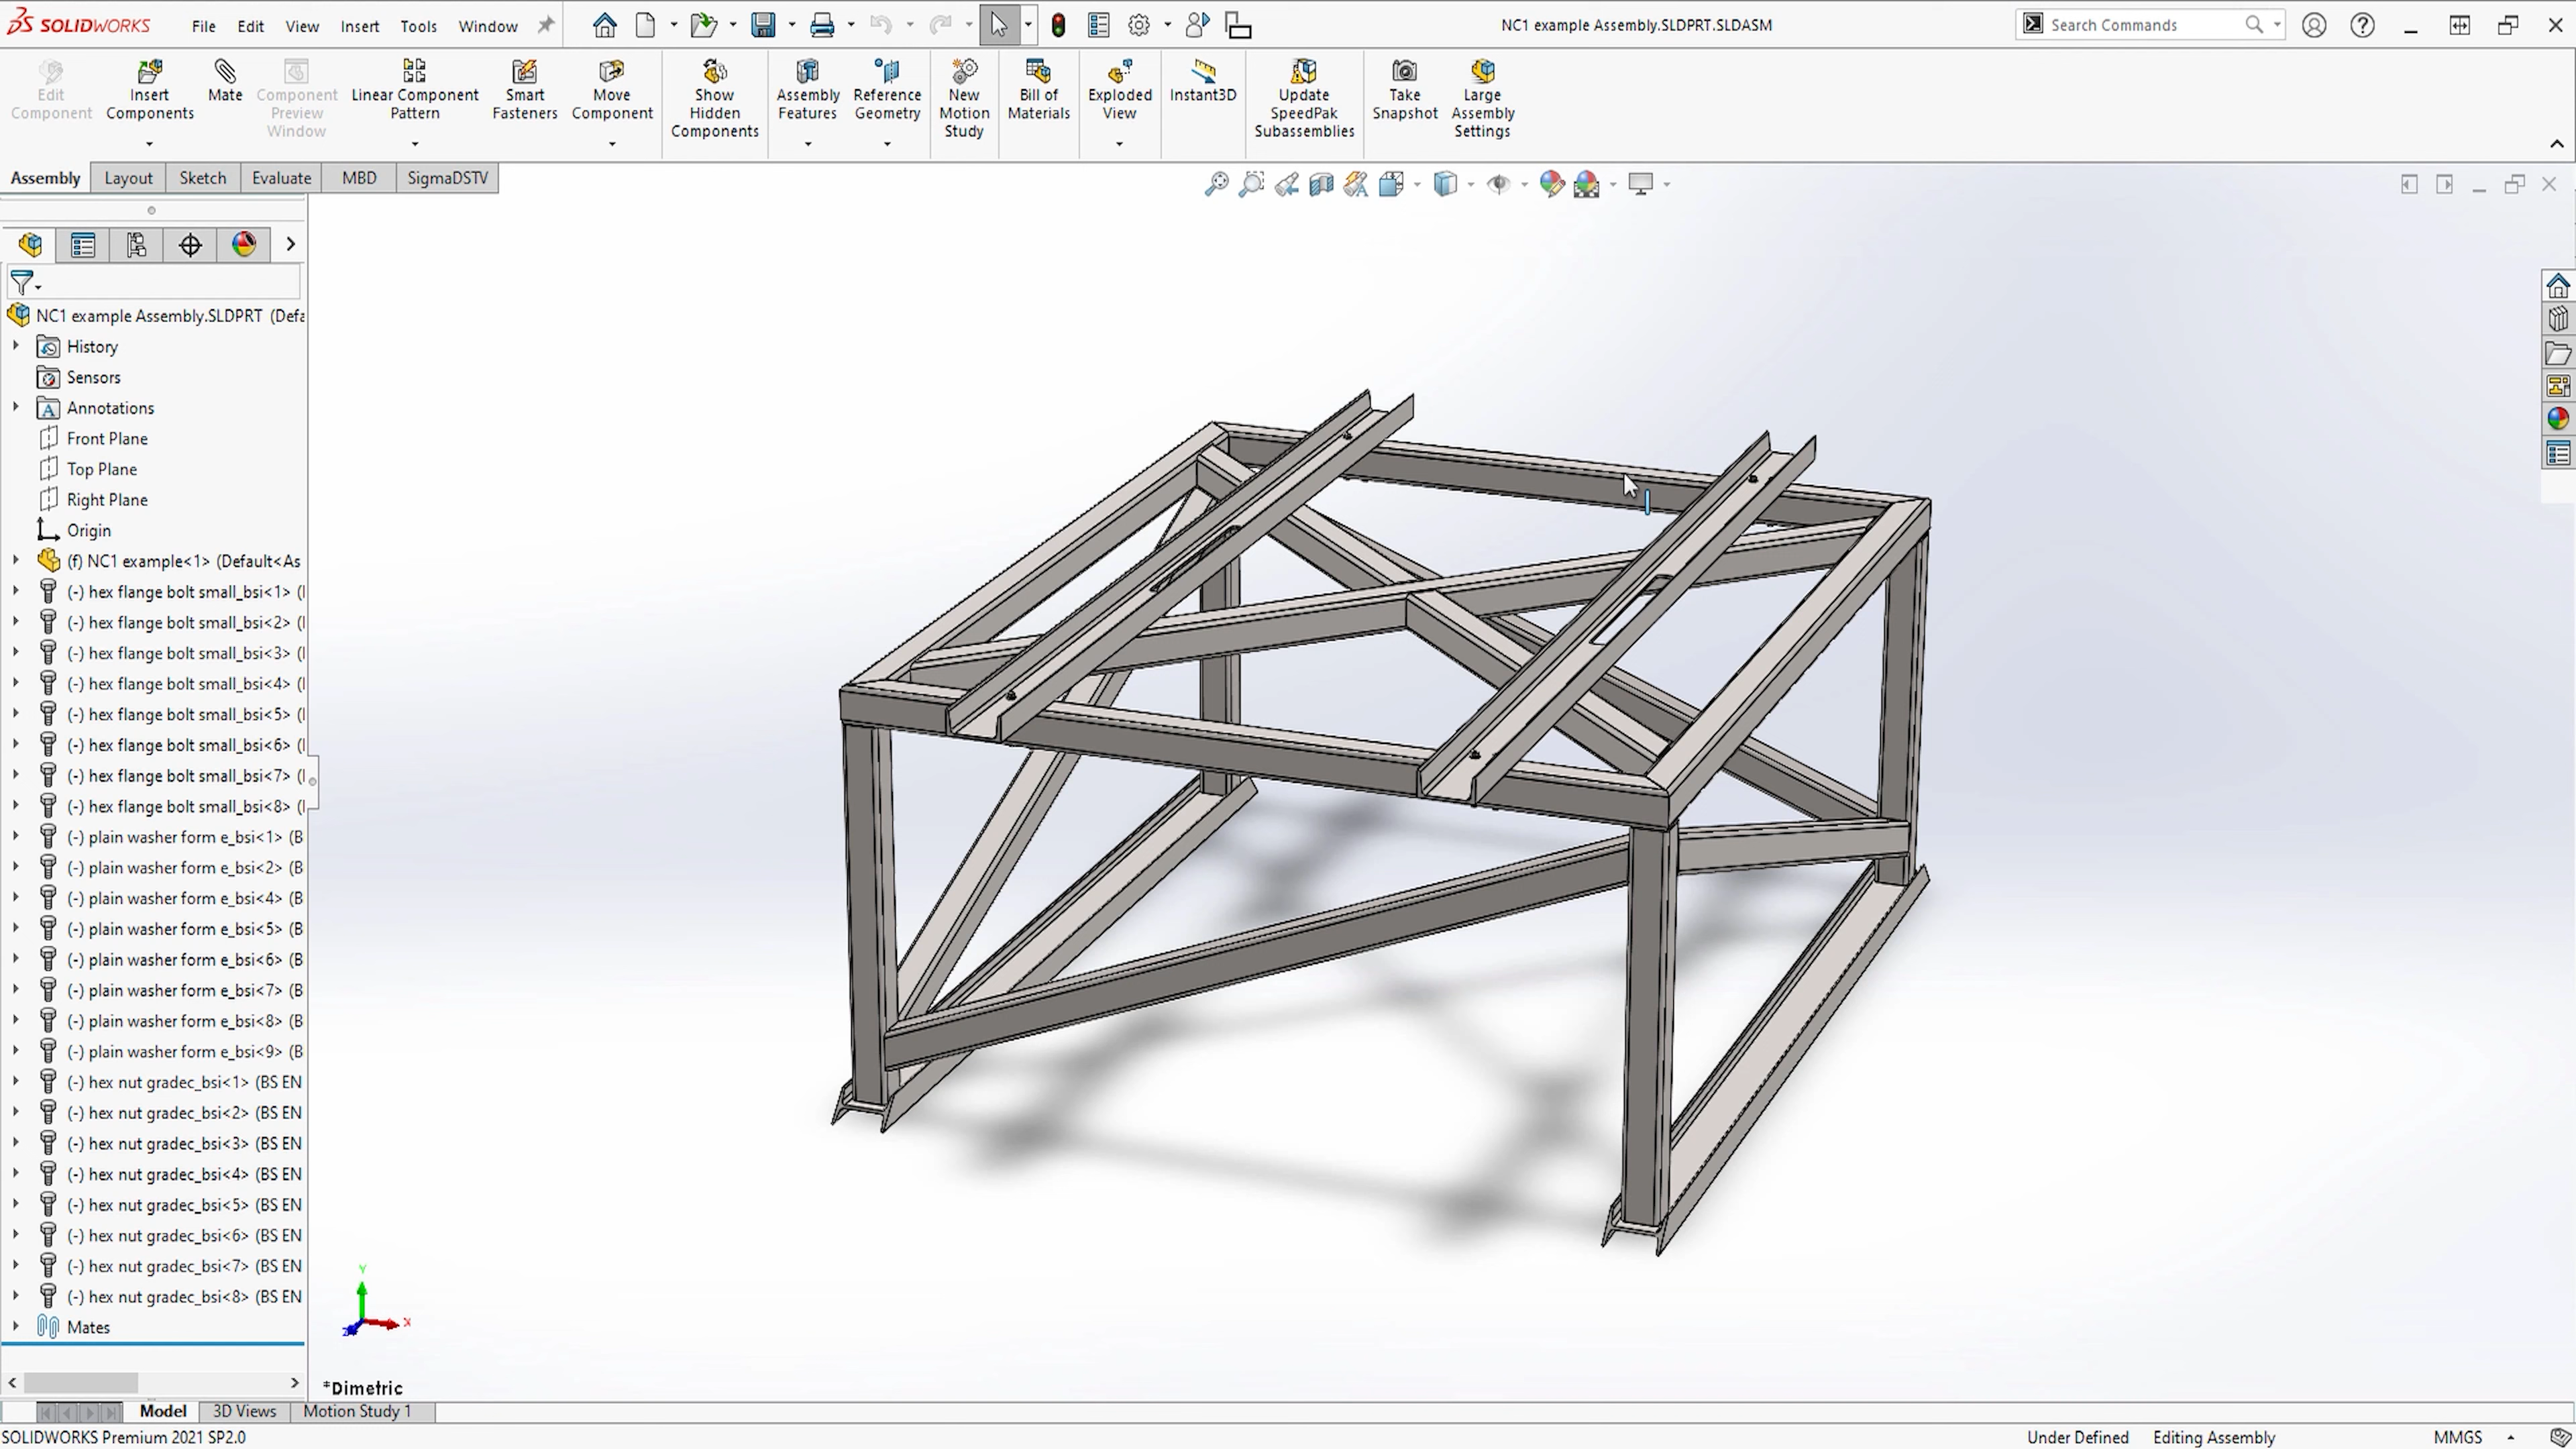 SOLIDWORKS File Edit View Insert Tools Window NC1 example Assembly.SLDPRT.SLDASM Search Commands
Edit Component
Insert Components
Mate
Component Preview Window
Linear Component Pattern
Smart Fasteners
Move Component
Show Hidden Components
Assembly Features
Reference Geometry
New Motion Study
Bill of Materials
Exploded View
Instant3D
Update SpeedPak Subassemblies
Take Snapshot
Large Assembly Settings
Assembly Layout Sketch Evaluate MBD SigmaDSTV
NC1 example Assembly.SLDPRT (Defa
History
Sensors
Annotations
Front Plane
Top Plane
Right Plane
Origin
(f) NC1 example<1> (Default<As
(-) hex flange bolt small_bsi<1> (
(-) hex flange bolt small_bsi<2> (
(-) hex flange bolt small_bsi<3> (
(-) hex flange bolt small_bsi<4> (
(-) hex flange bolt small_bsi<5> (
(-) hex flange bolt small_bsi<6> (
(-) hex flange bolt small_bsi<7> (
(-) hex flange bolt small_bsi<8> (
(-) plain washer form e_bsi<1> (B
(-) plain washer form e_bsi<2> (B
(-) plain washer form e_bsi<4> (B
(-) plain washer form e_bsi<5> (B
(-) plain washer form e_bsi<6> (B
(-) plain washer form e_bsi<7> (B
(-) plain washer form e_bsi<8> (B
(-) plain washer form e_bsi<9> (B
(-) hex nut gradec_bsi<1> (BS EN
(-) hex nut gradec_bsi<2> (BS EN
(-) hex nut gradec_bsi<3> (BS EN
(-) hex nut gradec_bsi<4> (BS EN
(-) hex nut gradec_bsi<5> (BS EN
(-) hex nut gradec_bsi<6> (BS EN
(-) hex nut gradec_bsi<7> (BS EN
(-) hex nut gradec_bsi<8> (BS EN
Mates
Y
X
Z
*Dimetric
Model 3D Views Motion Study 1
SOLIDWORKS Premium 2021 SP2.0 Under Defined Editing Assembly MMGS